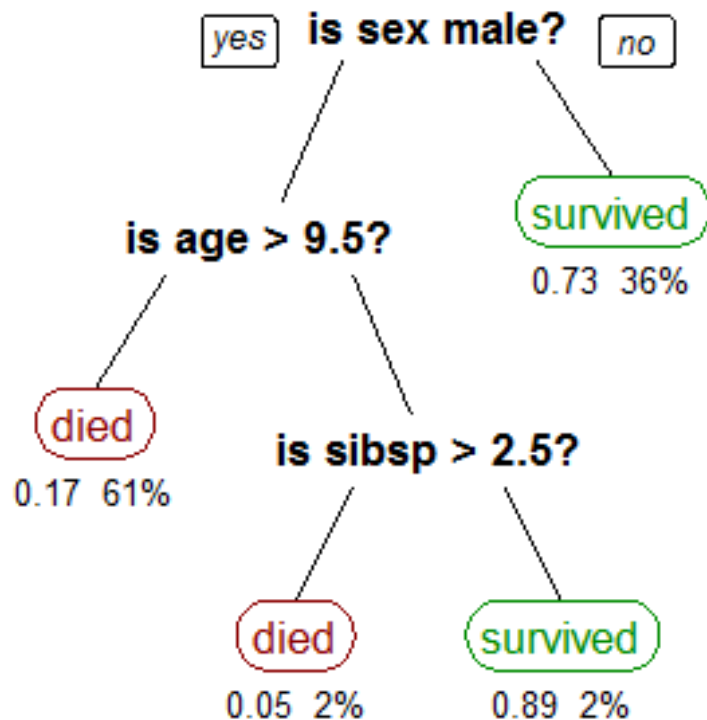 yes is sex male? no
survived
is age > 9.5?
0.73 36%
died
is sibsp > 2.5?
0.17 61%
died survived
0.05 2% 0.89 2%